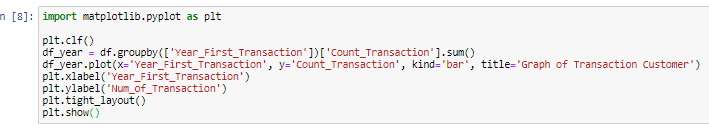 n [8]: import matplotlib.pyplot as plt
plt.clf()
df_year = df.groupby(['Year_First_Transaction'])['Count_Transaction'].sum()
df_year.plot(x='Year_First_Transaction', y='Count_Transaction', kind='bar', title='Graph of Transaction Customer')
plt.xlabel('Year_First_Transaction')
plt.ylabel('Num_of_Transaction')
plt.tight_layout()
plt.show()